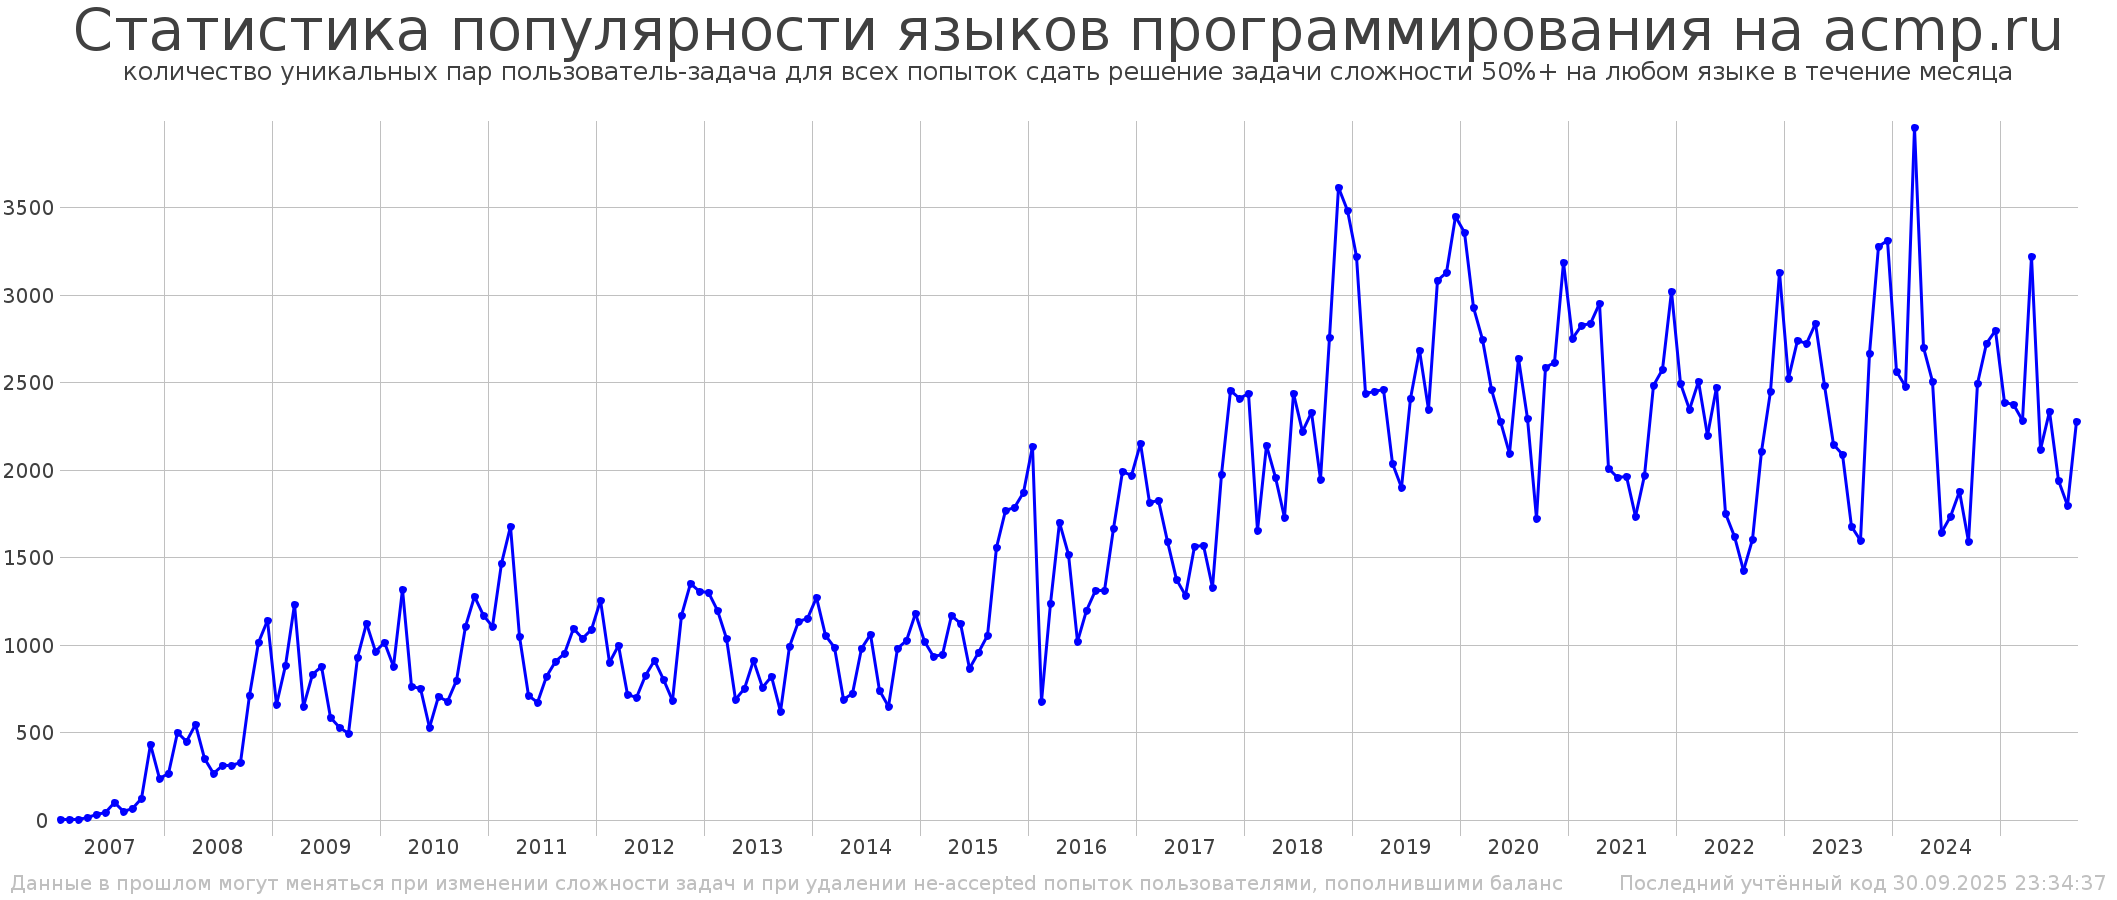 Статистика популярности языков программирования на acmp.ru
количество уникальных пар пользователь-задача для всех попыток сдать решение задачи сложности 50%+ на любом языке в течение месяца
3500
3000
2500
2000
1500
1000
500
0
2007 2008 2009 2010 2011 2012 2013 2014 2015 2016 2017 2018 2019 2020 2021 2022 2023 2024
Данные в прошлом могут меняться при изменении сложности задач и при удалении не-accepted попыток пользователями, пополнившими баланс
Последний учтённый код 30.09.2025 23:34:37